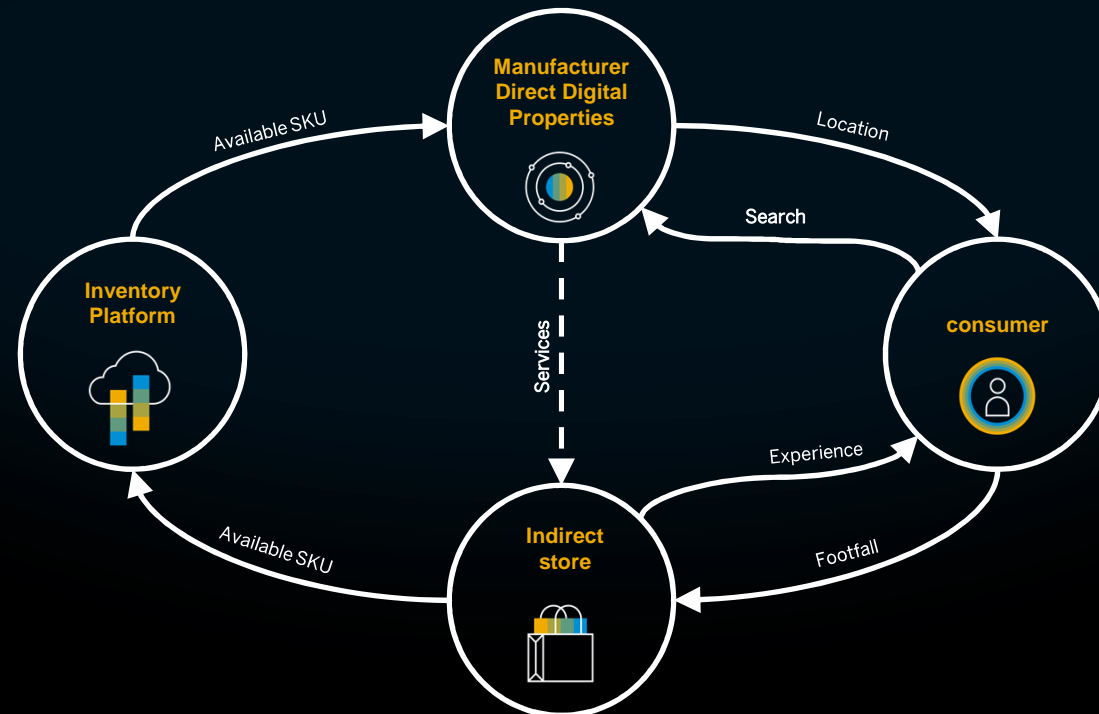 Manufacturer
Direct Digital
Properties
Available SKU
Location
Search
Inventory
Platform
consumer
Services
Experience
Indirect
store
Available SKU
Footfall